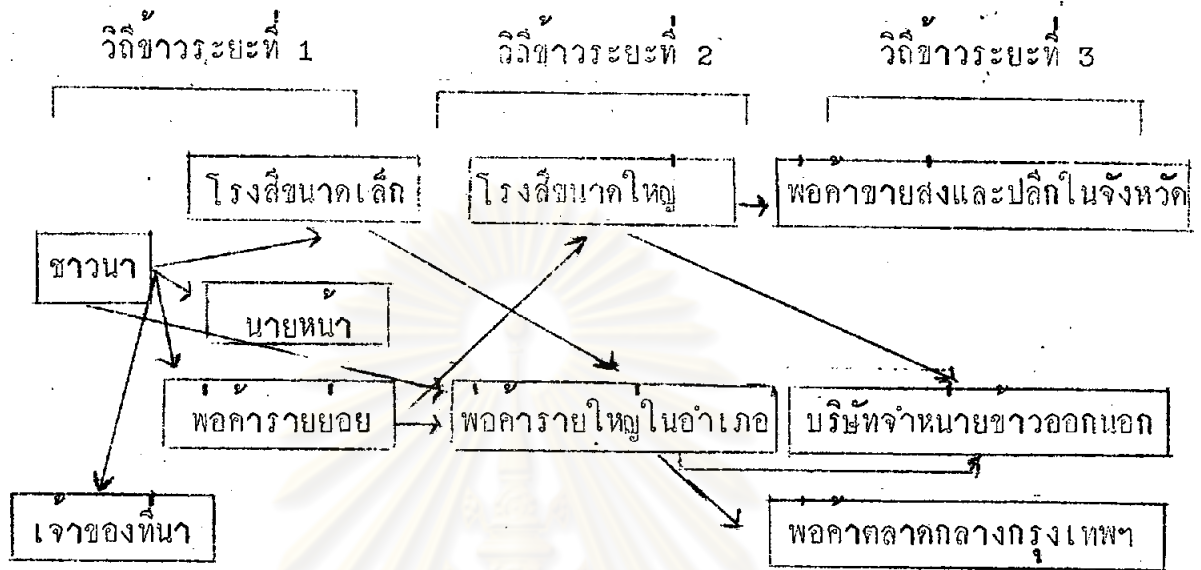 วิถีข้าวระยะที่ 1 วิถีข้าวระยะที่ 2 วิถีข้าวระยะที่ 3
โรงสีขนาดเล็ก โรงสีขนาดใหญ่ พ่อค้าขายส่งและปลีกในจังหวัด
ชาวนา
นายหน้า
พ่อค้ารายย่อย พ่อค้ารายใหญ่ในอำเภอ บริษัทจำหน่ายข้าวออกนอก
เจ้าของที่นา พ่อค้าตลาดกลางกรุงเทพฯ